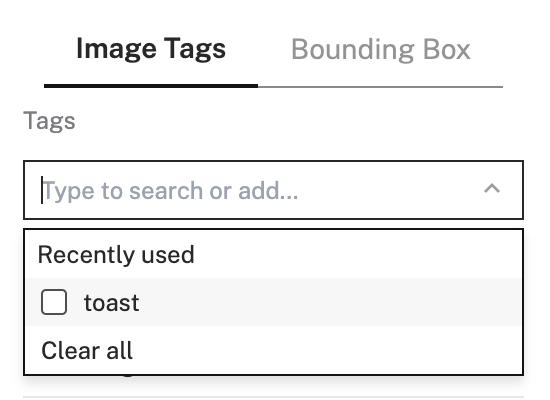 Image Tags Bounding Box
Tags
Type to search or add...
Recently used
toast
Clear all